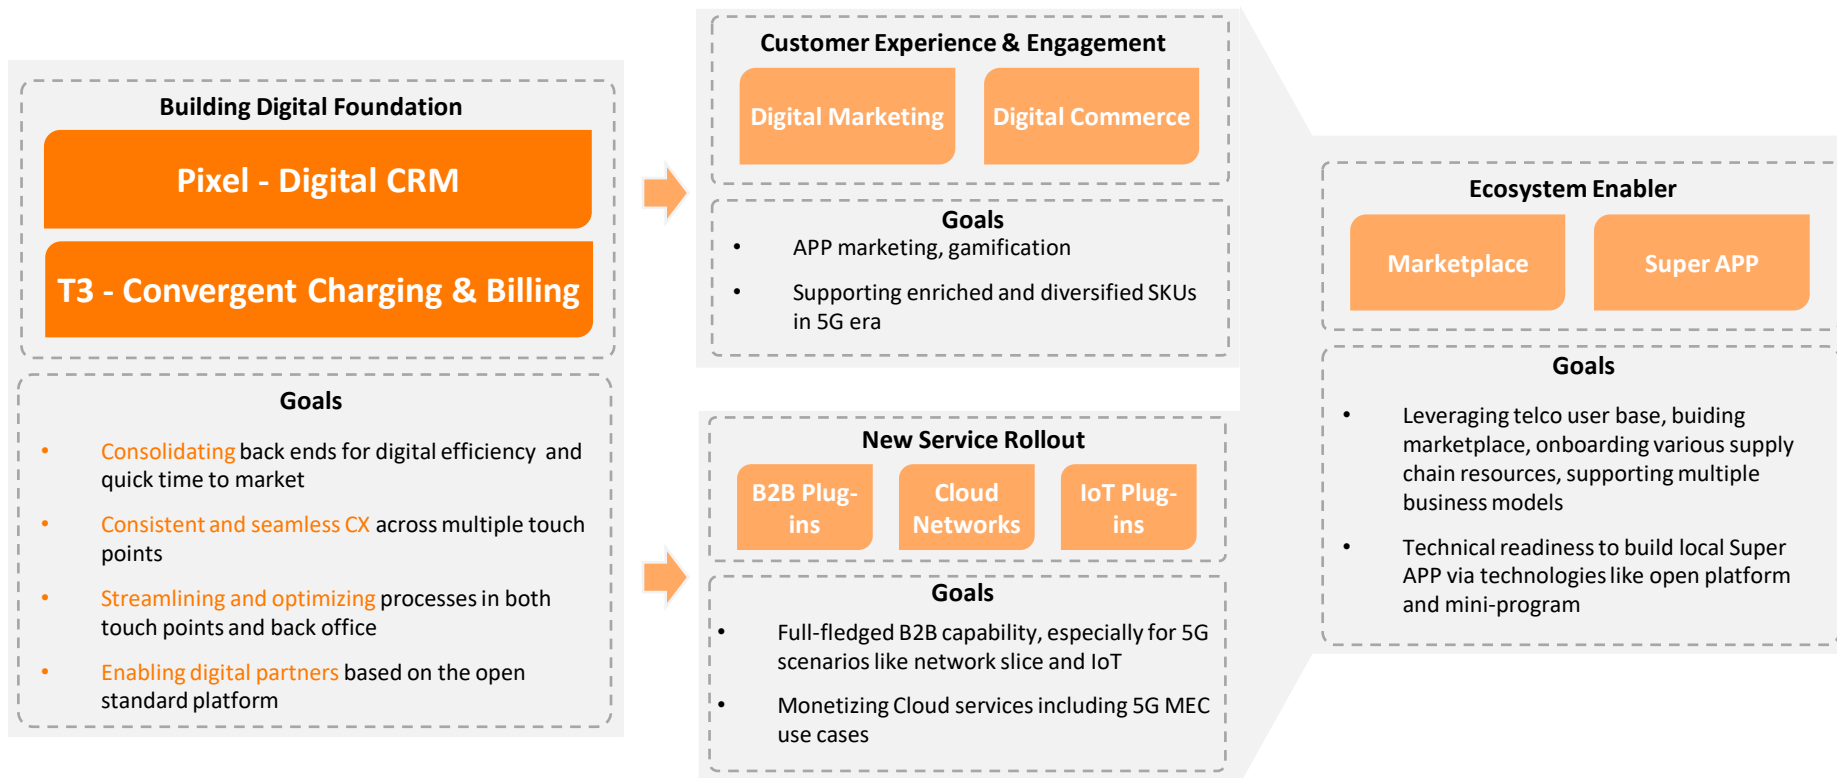 Building Digital Foundation
Pixel - Digital CRM
T3 - Convergent Charging & Billing
Goals
• Consolidating back ends for digital efficiency and
quick time to market
• Consistent and seamless CX across multiple touch
points
• Streamlining and optimizing processes in both
touch points and back office
• Enabling digital partners based on the open
standard platform
Customer Experience & Engagement
Digital Marketing
Digital Commerce
Goals
• APP marketing, gamification
• Supporting enriched and diversified SKUs
in 5G era
New Service Rollout
B2B Plug-
ins
Cloud
Networks
IoT Plug-
ins
Goals
• Full-fledged B2B capability, especially for 5G
scenarios like network slice and IoT
• Monetizing Cloud services including 5G MEC
use cases
Ecosystem Enabler
Marketplace
Super APP
Goals
• Leveraging telco user base, buiding
marketplace, onboarding various supply
chain resources, supporting multiple
business models
• Technical readiness to build local Super
APP via technologies like open platform
and mini-program